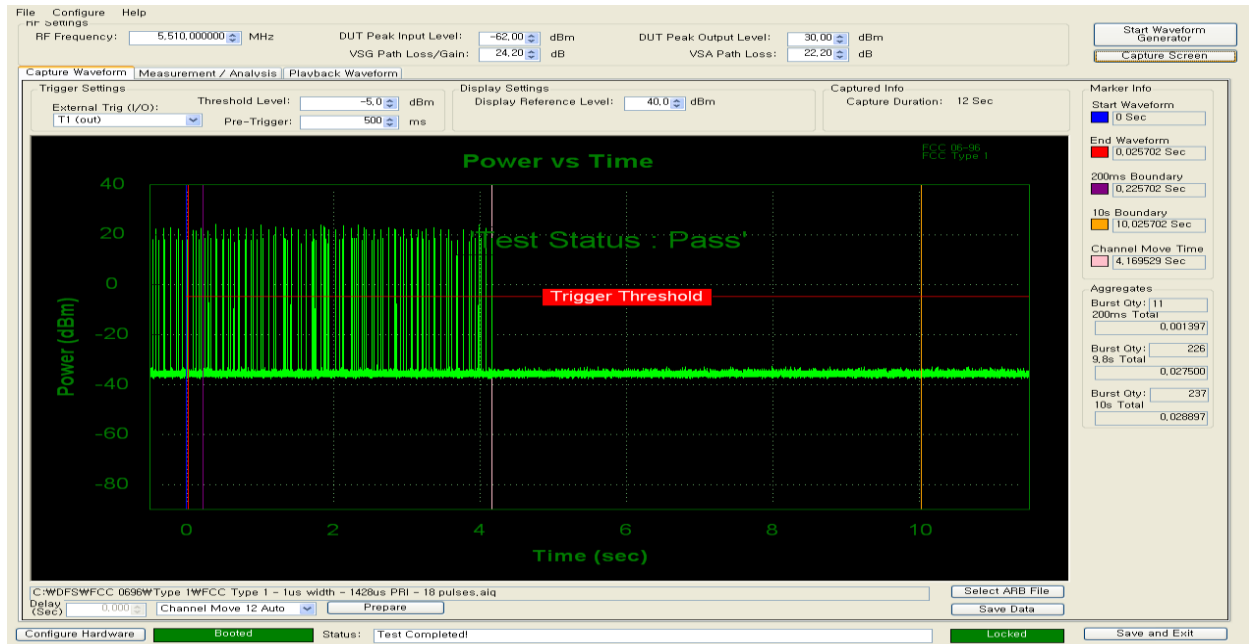 File Configure Help
RF Settings
RF Frequency: 5,510,000000 MHz DUT Peak Input Level: -62,00 dBm DUT Peak Output Level: 30,00 dBm Start Waveform Generator
VSG Path Loss/Gain: 24,20 dB VSA Path Loss: 22,20 dB Capture Screen
Capture Waveform Measurement / Analysis Playback Waveform
Trigger Settings Display Settings Captured Info Marker Info
External Trig (I/O): Threshold Level: -5,0 dBm Display Reference Level: 40,0 dBm Capture Duration: 12 Sec Start Waveform
T1 (out) Pre-Trigger: 500 ms 0 Sec
End Waveform
0,025702 Sec
200ms Boundary
0,225702 Sec
10s Boundary
10,025702 Sec
Channel Move Time
4,169529 Sec
Aggregates
Burst Qty: 11
200ms Total
0,001397
Burst Qty: 226
9,8s Total
0,027500
Burst Qty: 237
10s Total
0,028897
FCC 06-96
FCC Type 1
Power vs Time
Test Status : Pass'
Trigger Threshold
Power (dBm)
40
20
0
-20
-40
-60
-80
0 2 4 6 8 10
Time (sec)
C:₩DFS₩FCC 0696₩Type 1₩FCC Type 1 - 1us width - 1428us PRI - 18 pulses,aiq Select ARB File
Delay (Sec) 0,000 Channel Move 12 Auto Prepare Save Data
Configure Hardware Booted Status: Test Completed! Locked Save and Exit